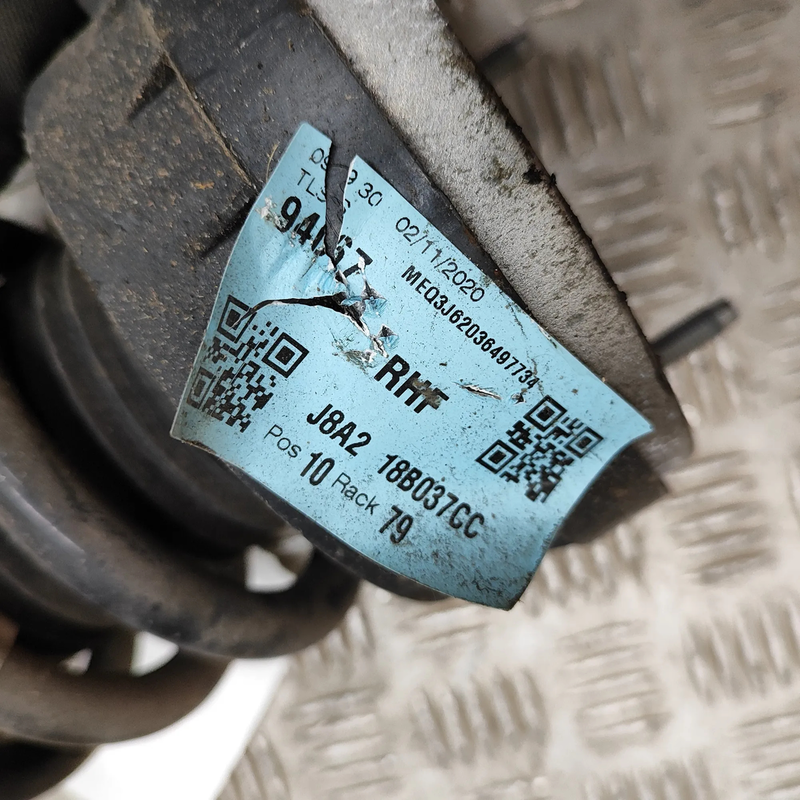 30 02/11/2020
MEQ3J62036497734
RHF
J8A2 18B037CC
Pos 10 Rack 79